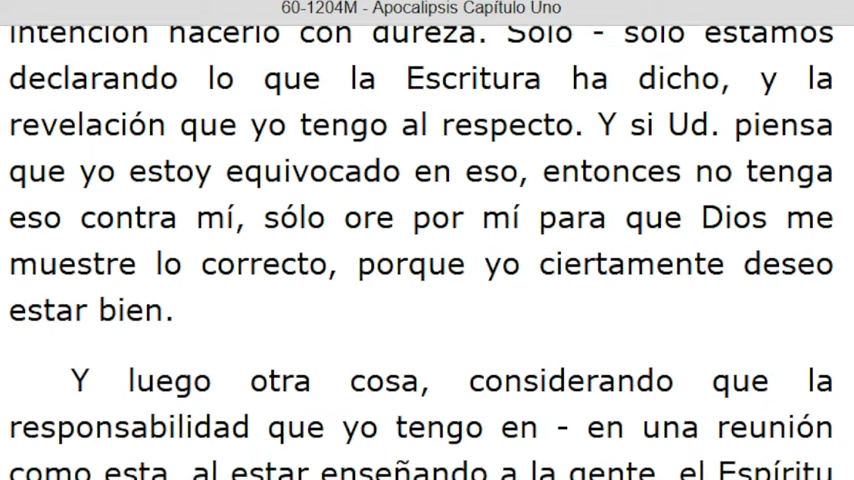 60-1204M - Apocalipsis Capítulo Uno
intención hacerlo con dureza. Sólo - sólo estamos
declarando lo que la Escritura ha dicho, y la
revelación que yo tengo al respecto. Y si Ud. piensa
que yo estoy equivocado en eso, entonces no tenga
eso contra mí, sólo ore por mí para que Dios me
muestre lo correcto, porque yo ciertamente deseo
estar bien.
Y luego otra cosa, considerando que la
responsabilidad que yo tengo en - en una reunión
como esta, al estar enseñando a la gente, el Espíritu